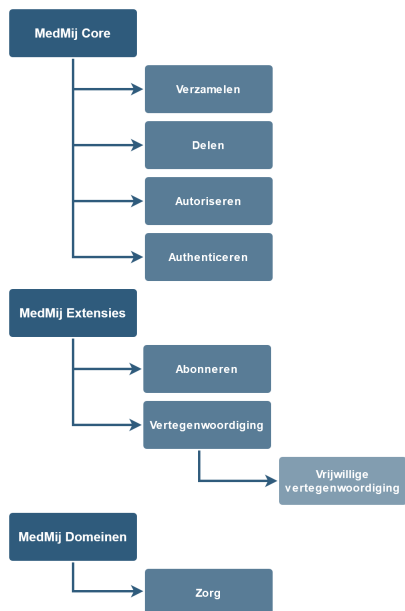 MedMij Core
Verzamelen
Delen
Autoriseren
Authenticeren
MedMij Extensies
Abonneren
Vertegenwoordiging
Vrijwillige
vertegenwoordiging
MedMij Domeinen
Zorg